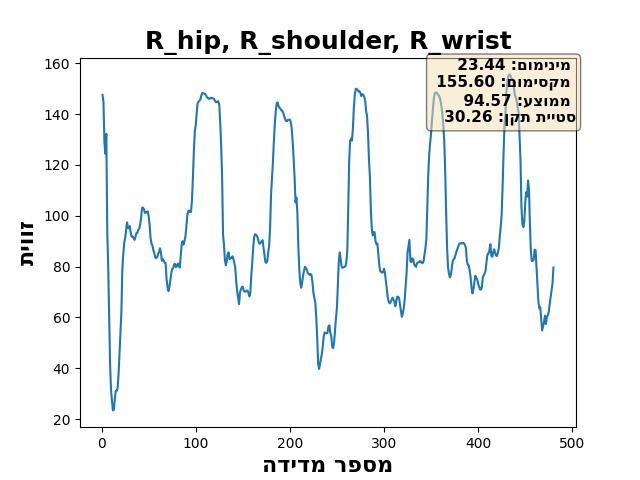 R_hip, R_shoulder, R_wrist
מינימום: 23.44
מקסימום: 155.60
ממוצע: 94.57
סטיית תקן: 30.26
160
140
120
100
80
60
40
20
זווית
0 100 200 300 400 500
מספר מדידה